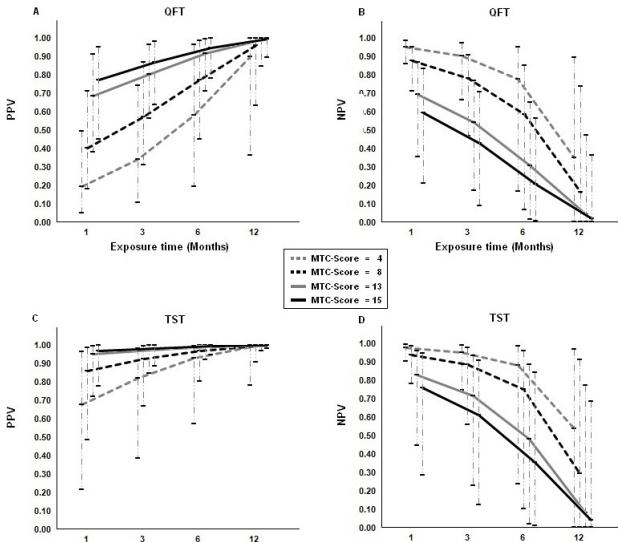 A QFT
1.00
0.90
0.80
0.70
0.60
0.50
0.40
0.30
0.20
0.10
0.00
PPV
1 3 6 12
Exposure time (Months)
B QFT
1.00
0.90
0.80
0.70
0.60
0.50
0.40
0.30
0.20
0.10
0.00
NPV
1 3 6 12
Exposure time (Months)
MTC-Score = 4
MTC-Score = 8
MTC-Score = 13
MTC-Score = 15
C TST
1.00
0.90
0.80
0.70
0.60
0.50
0.40
0.30
0.20
0.10
0.00
PPV
1 3 6 12
D TST
1.00
0.90
0.80
0.70
0.60
0.50
0.40
0.30
0.20
0.10
0.00
NPV
1 3 6 12